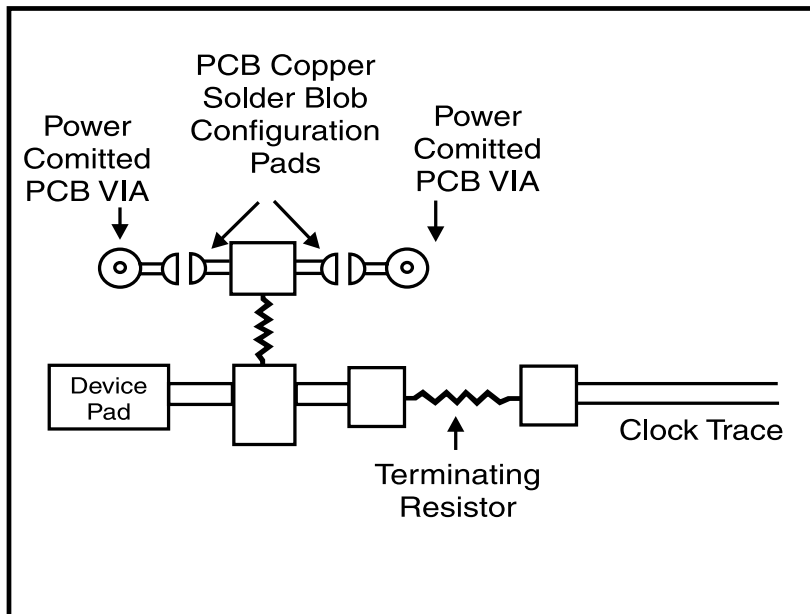 PCB Copper
Solder Blob
Configuration
Pads
Power
Comitted
PCB VIA
Power
Comitted
PCB VIA
Device
Pad
Clock Trace
Terminating
Resistor